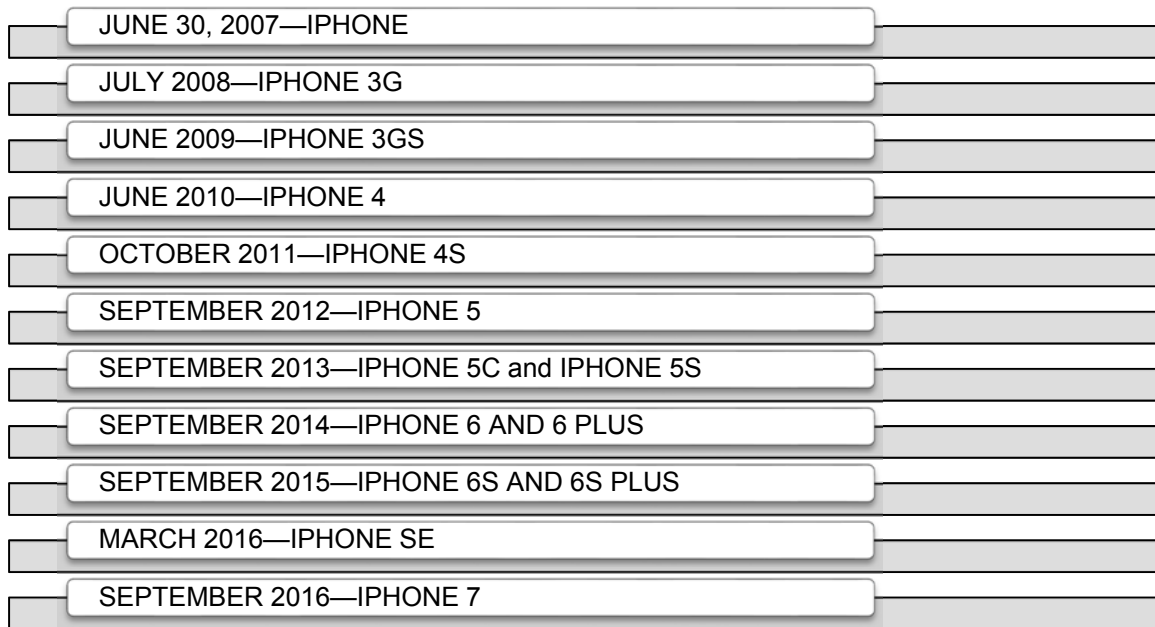 JUNE 30, 2007—IPHONE
JULY 2008—IPHONE 3G
JUNE 2009—IPHONE 3GS
JUNE 2010—IPHONE 4
OCTOBER 2011—IPHONE 4S
SEPTEMBER 2012—IPHONE 5
SEPTEMBER 2013—IPHONE 5C and IPHONE 5S
SEPTEMBER 2014—IPHONE 6 AND 6 PLUS
SEPTEMBER 2015—IPHONE 6S AND 6S PLUS
MARCH 2016—IPHONE SE
SEPTEMBER 2016—IPHONE 7